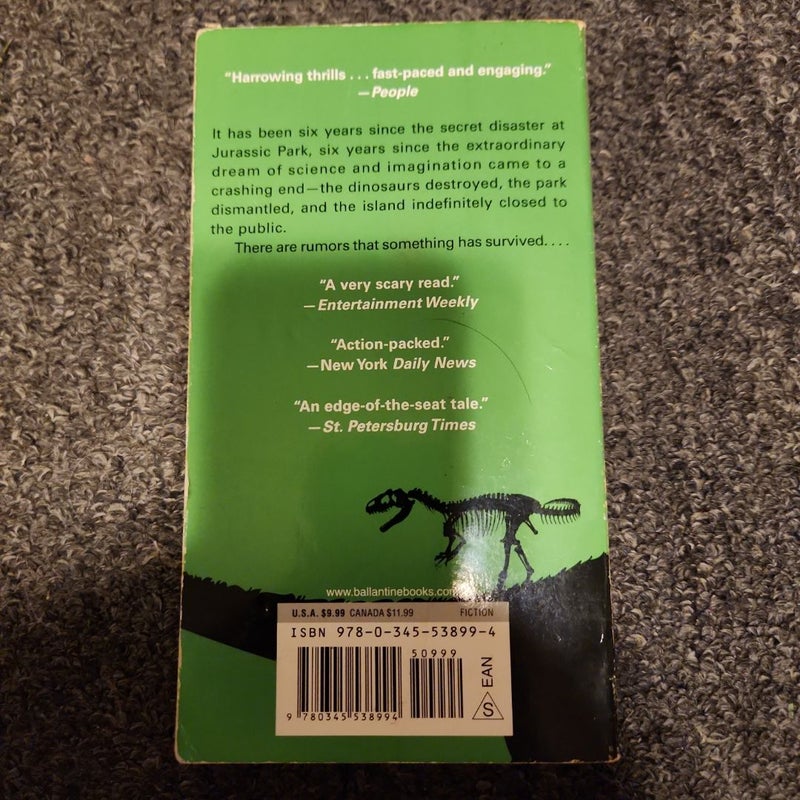 “Harrowing thrills . . . fast-paced and engaging.”
—People
It has been six years since the secret disaster at
Jurassic Park, six years since the extraordinary
dream of science and imagination came to a
crashing end—the dinosaurs destroyed, the park
dismantled, and the island indefinitely closed to
the public.
There are rumors that something has survived. . . .
“A very scary read.”
—Entertainment Weekly
“Action-packed.”
—New York Daily News
“An edge-of-the-seat tale.”
—St. Petersburg Times
www.ballantinebooks.com
U.S.A. $9.99 CANADA $11.99 FICTION
ISBN 978-0-345-53899-4
50999
9 780345 538994
S EAN